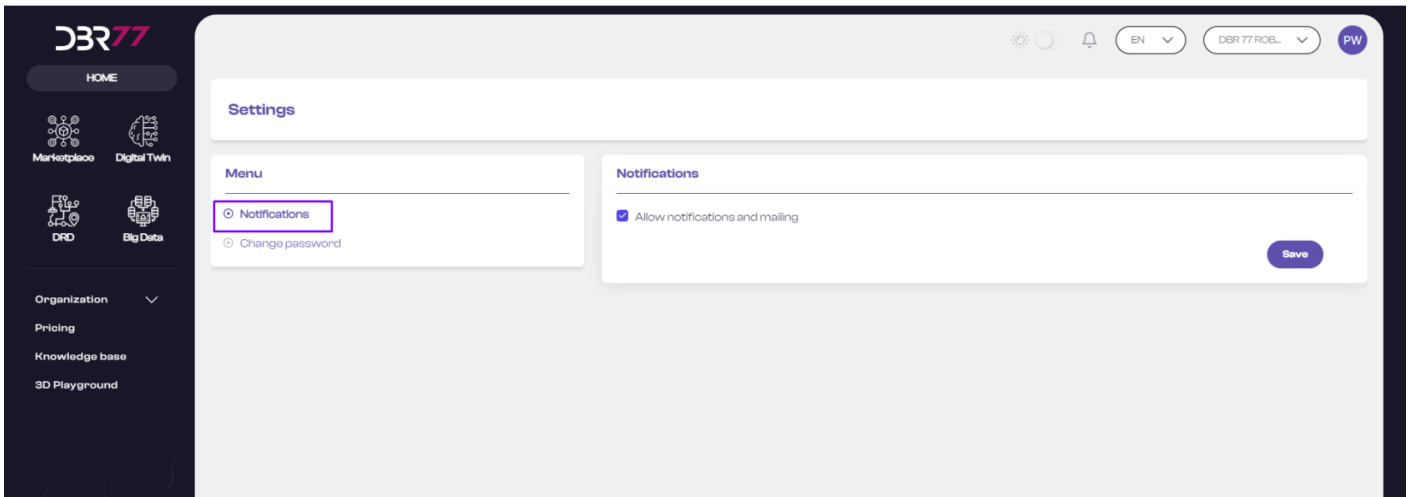 DBR77
HOME
Marketplace
Digital Twin
DRD
Big Data
Organization
Pricing
Knowledge base
3D Playground
EN
DBR 77 ROB...
PW
Settings
Menu
Notifications
Change password
Notifications
Allow notifications and mailing
Save